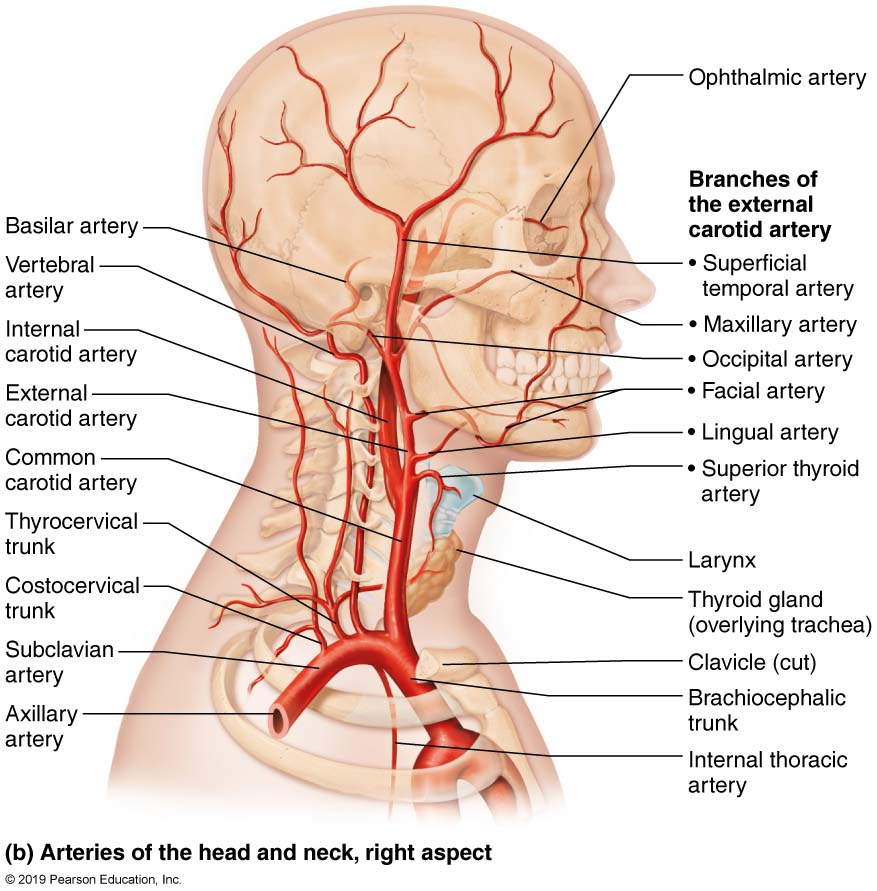 Ophthalmic artery
Branches of
the external
carotid artery
• Superficial
temporal artery
• Maxillary artery
• Occipital artery
• Facial artery
• Lingual artery
• Superior thyroid
artery
Larynx
Thyroid gland
(overlying trachea)
Clavicle (cut)
Brachiocephalic
trunk
Internal thoracic
artery
Basilar artery
Vertebral
artery
Internal
carotid artery
External
carotid artery
Common
carotid artery
Thyrocervical
trunk
Costocervical
trunk
Subclavian
artery
Axillary
artery
(b) Arteries of the head and neck, right aspect
© 2019 Pearson Education, Inc.